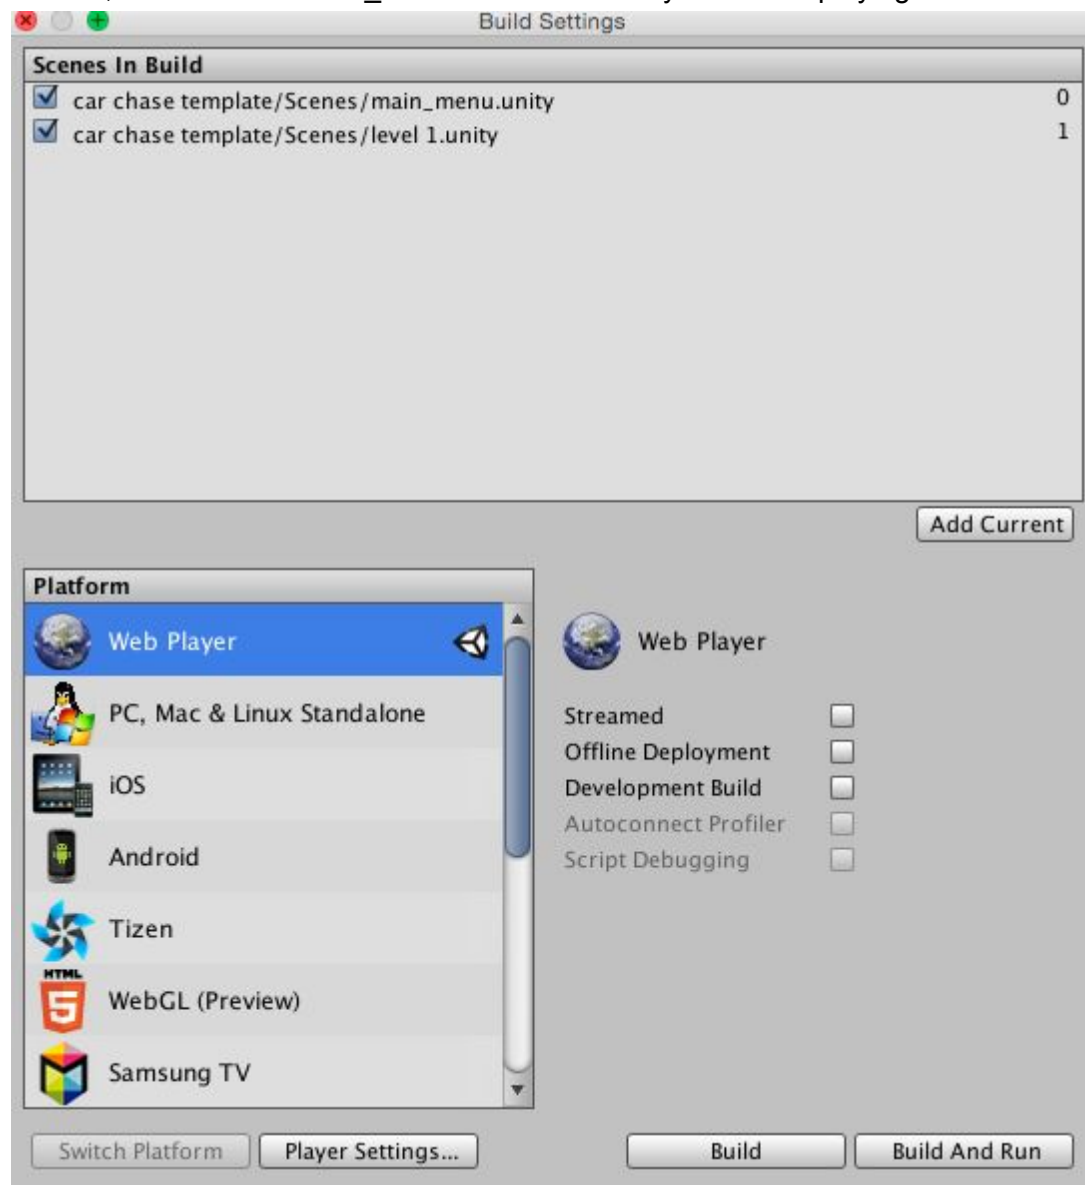 Build Settings
Scenes In Build
car chase template/Scenes/main_menu.unity 0
car chase template/Scenes/level 1.unity 1
Add Current
Platform
Web Player
PC, Mac & Linux Standalone
iOS
Android
Tizen
HTML
5
WebGL (Preview)
Samsung TV
Web Player
Streamed
Offline Deployment
Development Build
Autoconnect Profiler
Script Debugging
Switch Platform
Player Settings...
Build
Build And Run